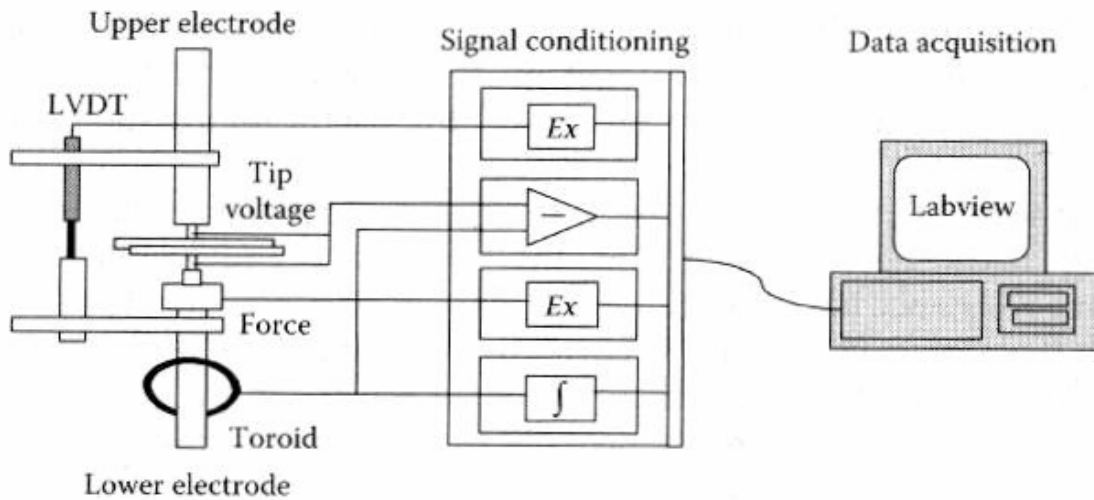 Upper electrode
Signal conditioning
Data acquisition
LVDT
Ex
Tip
voltage
−
Labview
Ex
Force
∫
Toroid
Lower electrode